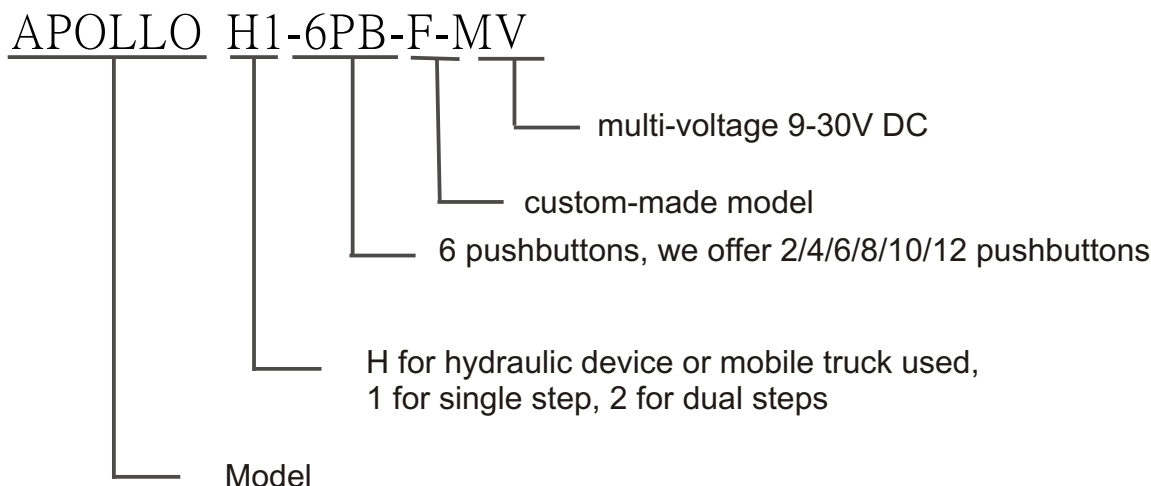 APOLLO H1-6PB-F-MV
multi-voltage 9-30V DC
custom-made model
6 pushbuttons, we offer 2/4/6/8/10/12 pushbuttons
H for hydraulic device or mobile truck used,
1 for single step, 2 for dual steps
Model